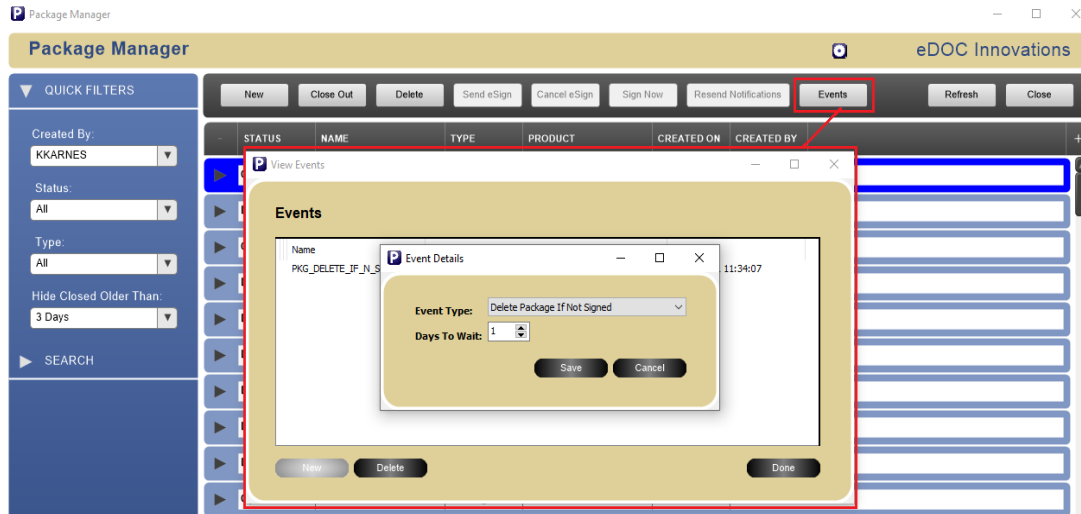 Package Manager
Package Manager
eDOC Innovations
QUICK FILTERS
New Close Out Delete Send eSign Cancel eSign Sign Now Resend Notifications Events Refresh Close
STATUS NAME TYPE PRODUCT CREATED ON CREATED BY
Created By:
KKARNES
Status:
All
Type:
All
Hide Closed Older Than:
3 Days
SEARCH
View Events
Events
Name
PKG_DELETE_IF_N_S
11:34:07
Event Details
Event Type: Delete Package If Not Signed
Days To Wait: 1
Save Cancel
New Delete Done